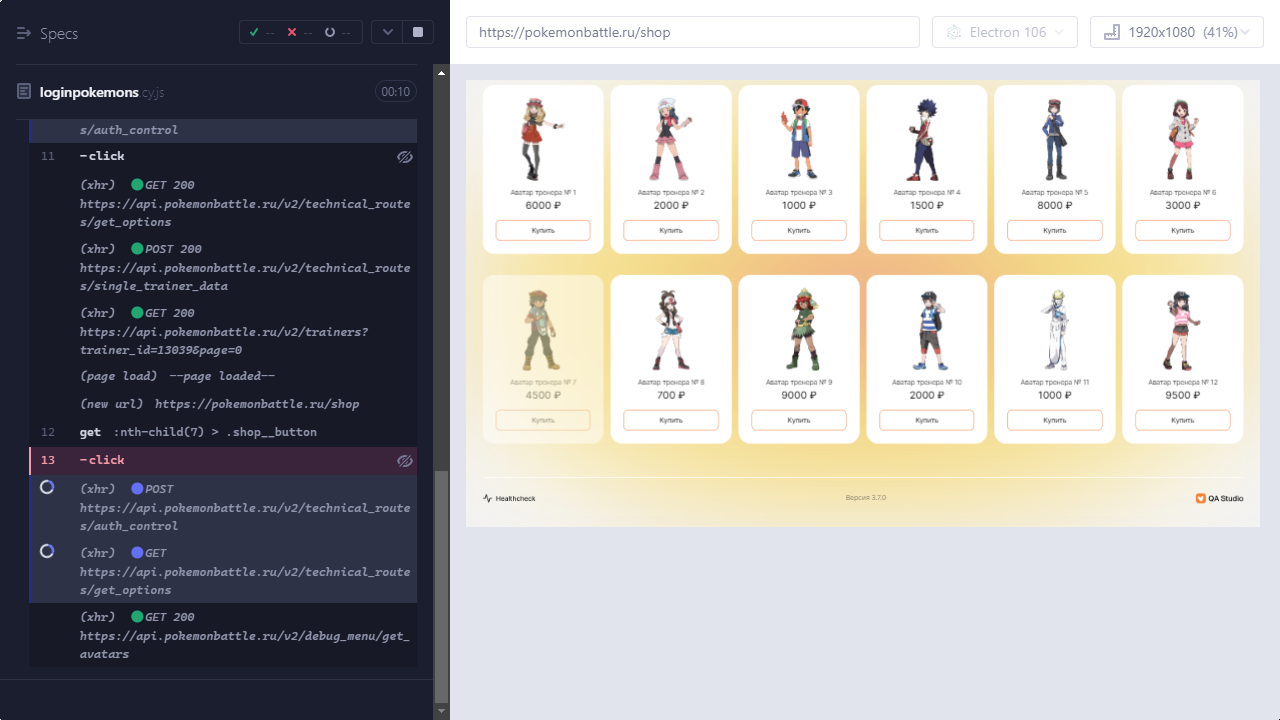 Specs
-- -- --
https://pokemonbattle.ru/shop
Electron 106
1920x1080 (41%)
loginpokemons.cy.js
00:10
s/auth_control
11 -click
(xhr) GET 200
https://api.pokemonbattle.ru/v2/technical_route
s/get_options
(xhr) POST 200
https://api.pokemonbattle.ru/v2/technical_route
s/single_trainer_data
(xhr) GET 200
https://api.pokemonbattle.ru/v2/trainers?
trainer_id=13039&page=0
(page load) --page loaded--
(new url) https://pokemonbattle.ru/shop
12 get :nth-child(7) > .shop__button
13 -click
(xhr) POST
https://api.pokemonbattle.ru/v2/technical_route
s/auth_control
(xhr) GET
https://api.pokemonbattle.ru/v2/technical_route
s/get_options
(xhr) GET 200
https://api.pokemonbattle.ru/v2/debug_menu/get_
avatars
Аватар тренера № 1 Аватар тренера № 2 Аватар тренера № 3 Аватар тренера № 4 Аватар тренера № 5 Аватар тренера № 6
6000 ₽ 2000 ₽ 1000 ₽ 1500 ₽ 8000 ₽ 3000 ₽
Купить Купить Купить Купить Купить Купить
Аватар тренера № 7 Аватар тренера № 8 Аватар тренера № 9 Аватар тренера № 10 Аватар тренера № 11 Аватар тренера № 12
4500 ₽ 700 ₽ 9000 ₽ 2000 ₽ 1000 ₽ 9500 ₽
Купить Купить Купить Купить Купить Купить
Healthcheck Версия 3.7.0 QA Studio